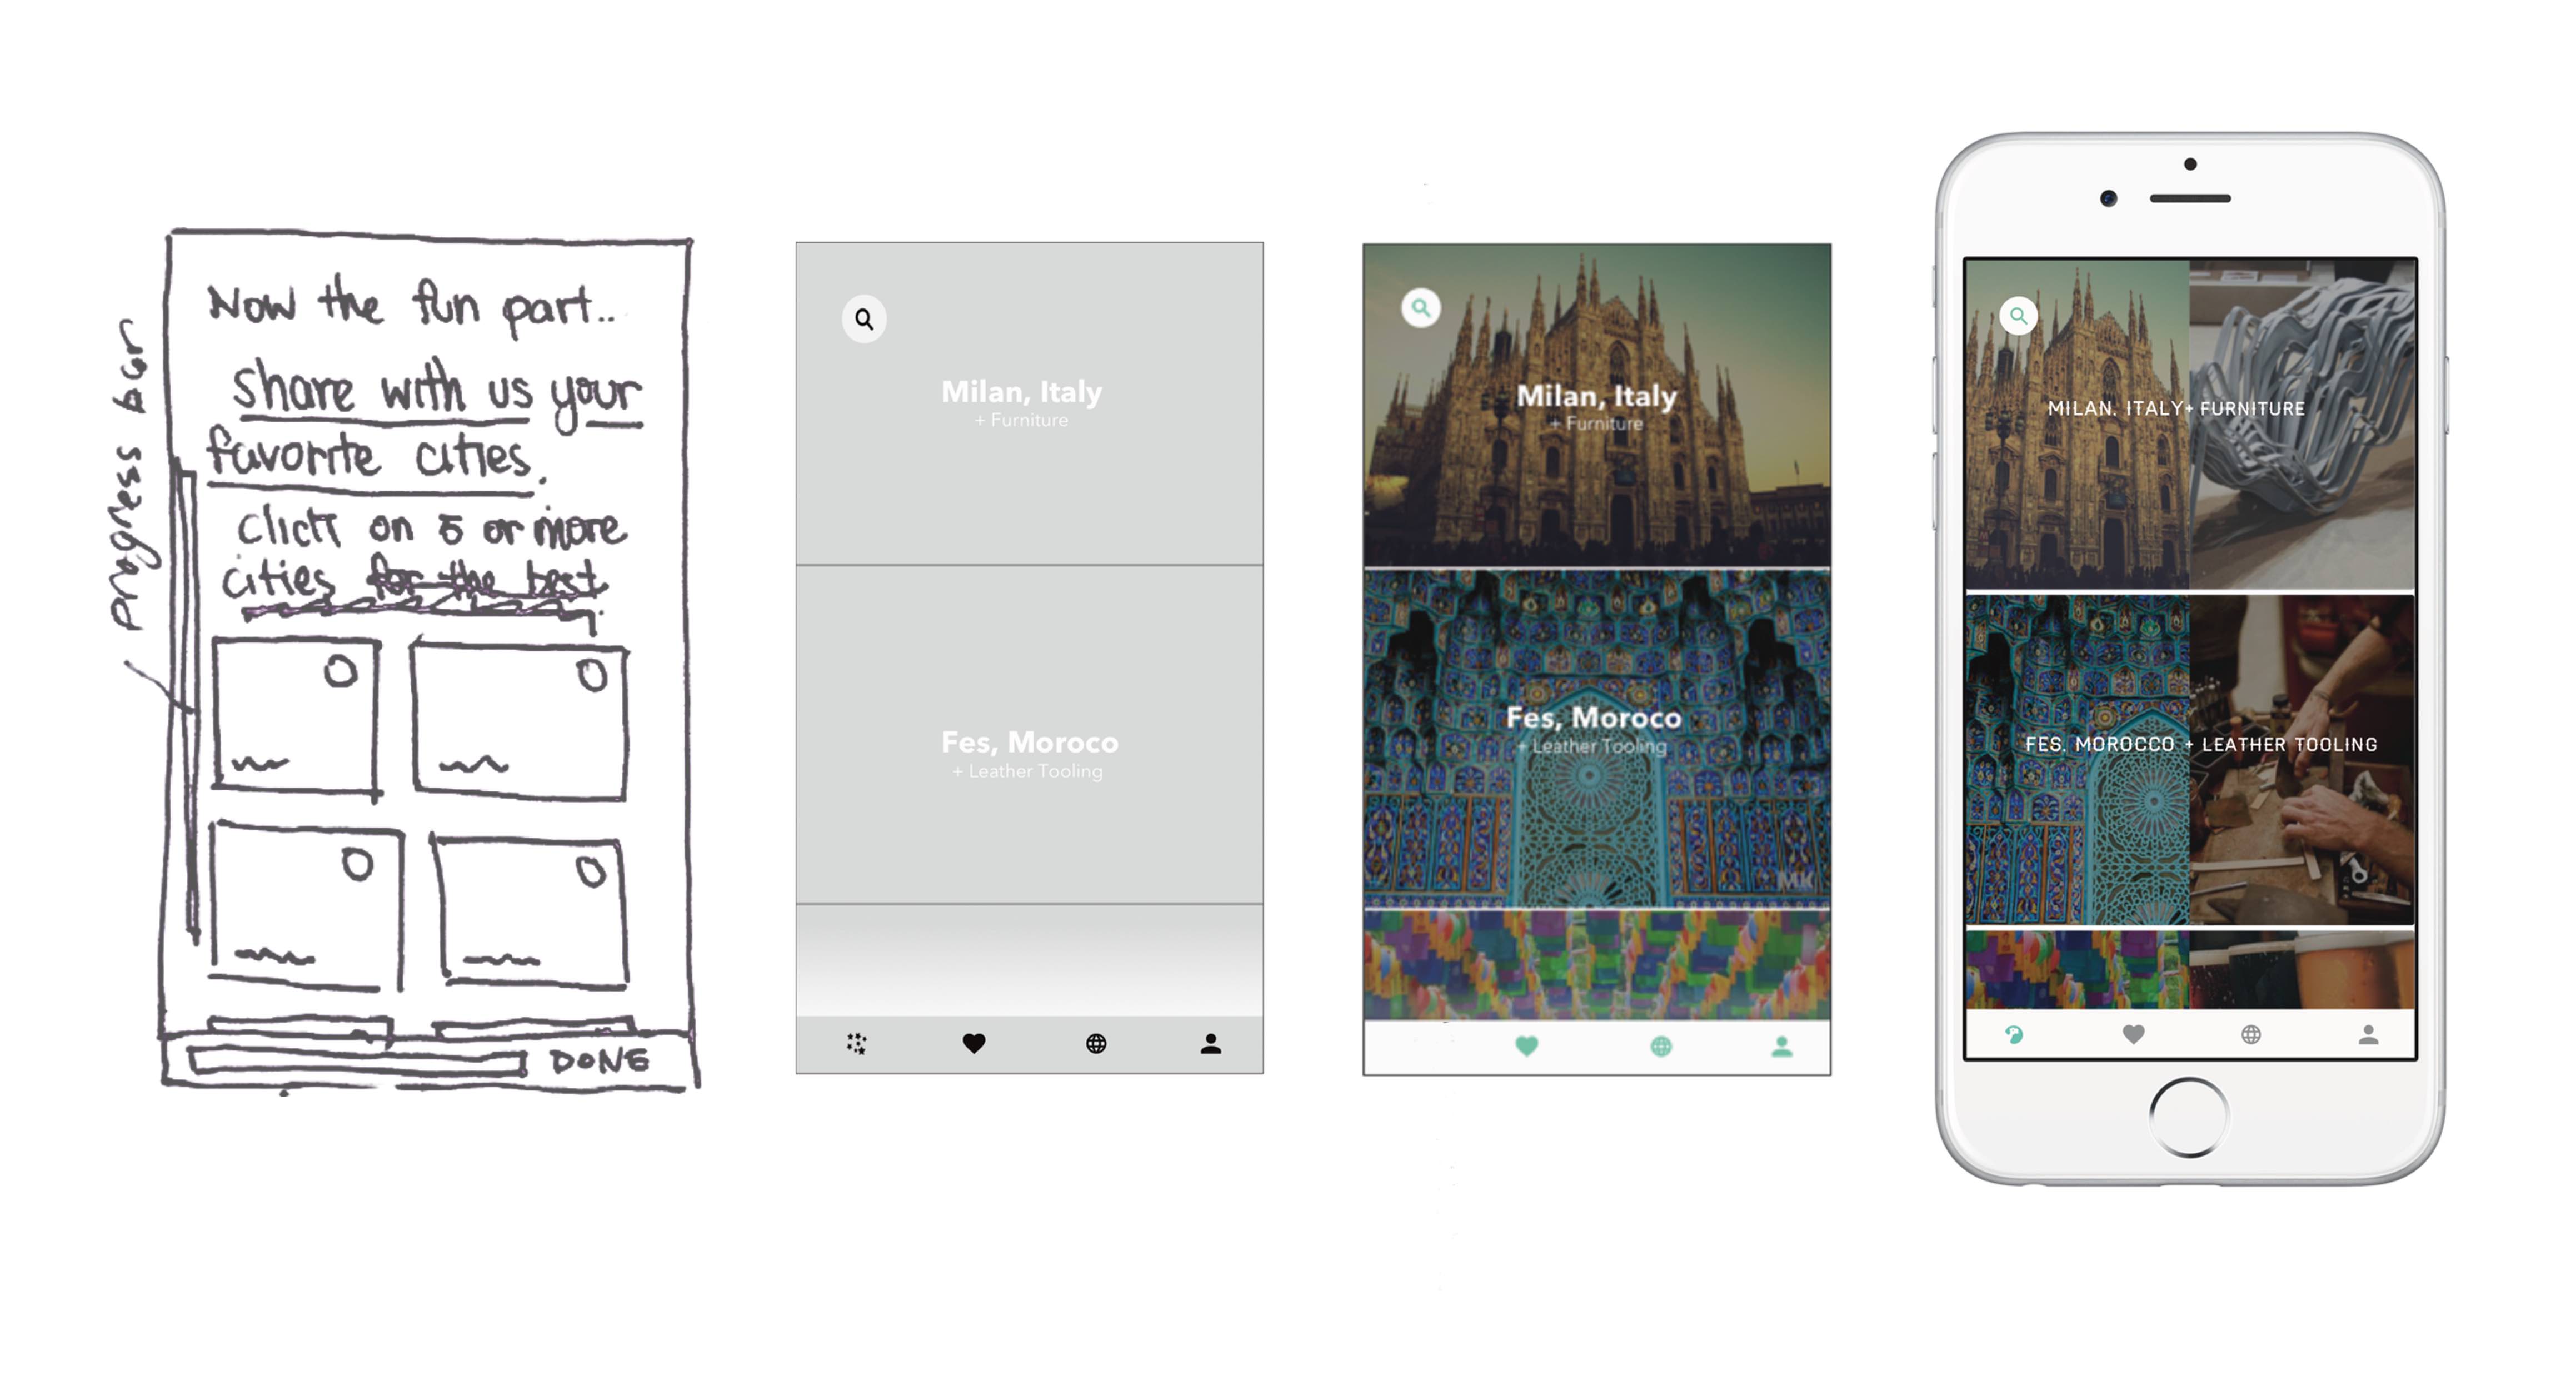 progress bar
Now the fun part..
share with us your
favorite cities.
click on 5 or more
cities for the best
DONE
Milan, Italy
+ Furniture
Fes, Moroco
+ Leather Tooling
Milan, Italy
+ Furniture
Fes, Moroco
+ Leather Tooling
MK
MILAN. ITALY+ FURNITURE
FES. MOROCCO + LEATHER TOOLING